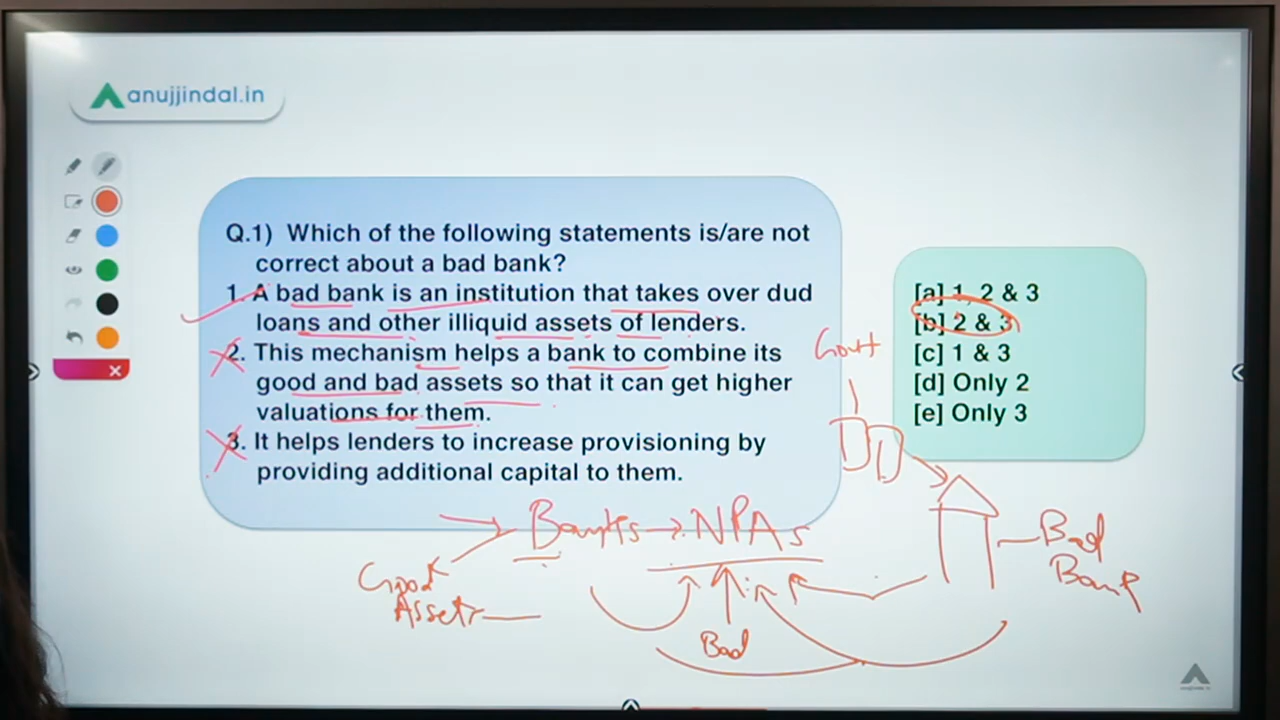 anujjindal.in
Q.1) Which of the following statements is/are not
correct about a bad bank?
1. A bad bank is an institution that takes over dud
loans and other illiquid assets of lenders.
2. This mechanism helps a bank to combine its
good and bad assets so that it can get higher
valuations for them.
3. It helps lenders to increase provisioning by
providing additional capital to them.
[a] 1, 2 & 3
[b] 2 & 3
[c] 1 & 3
[d] Only 2
[e] Only 3
Govt
Banks → NPAs
Good
Assets
Bad
Bad
Bank